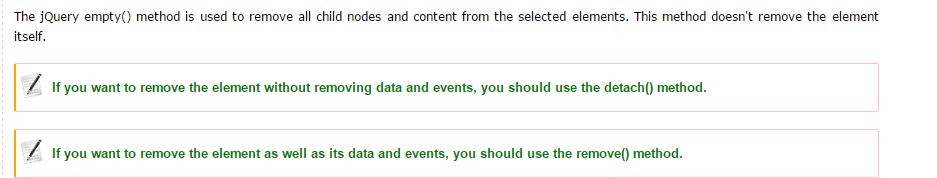 The jQuery empty() method is used to remove all child nodes and content from the selected elements. This method doesn't remove the element
itself.
If you want to remove the element without removing data and events, you should use the detach() method.
If you want to remove the element as well as its data and events, you should use the remove() method.